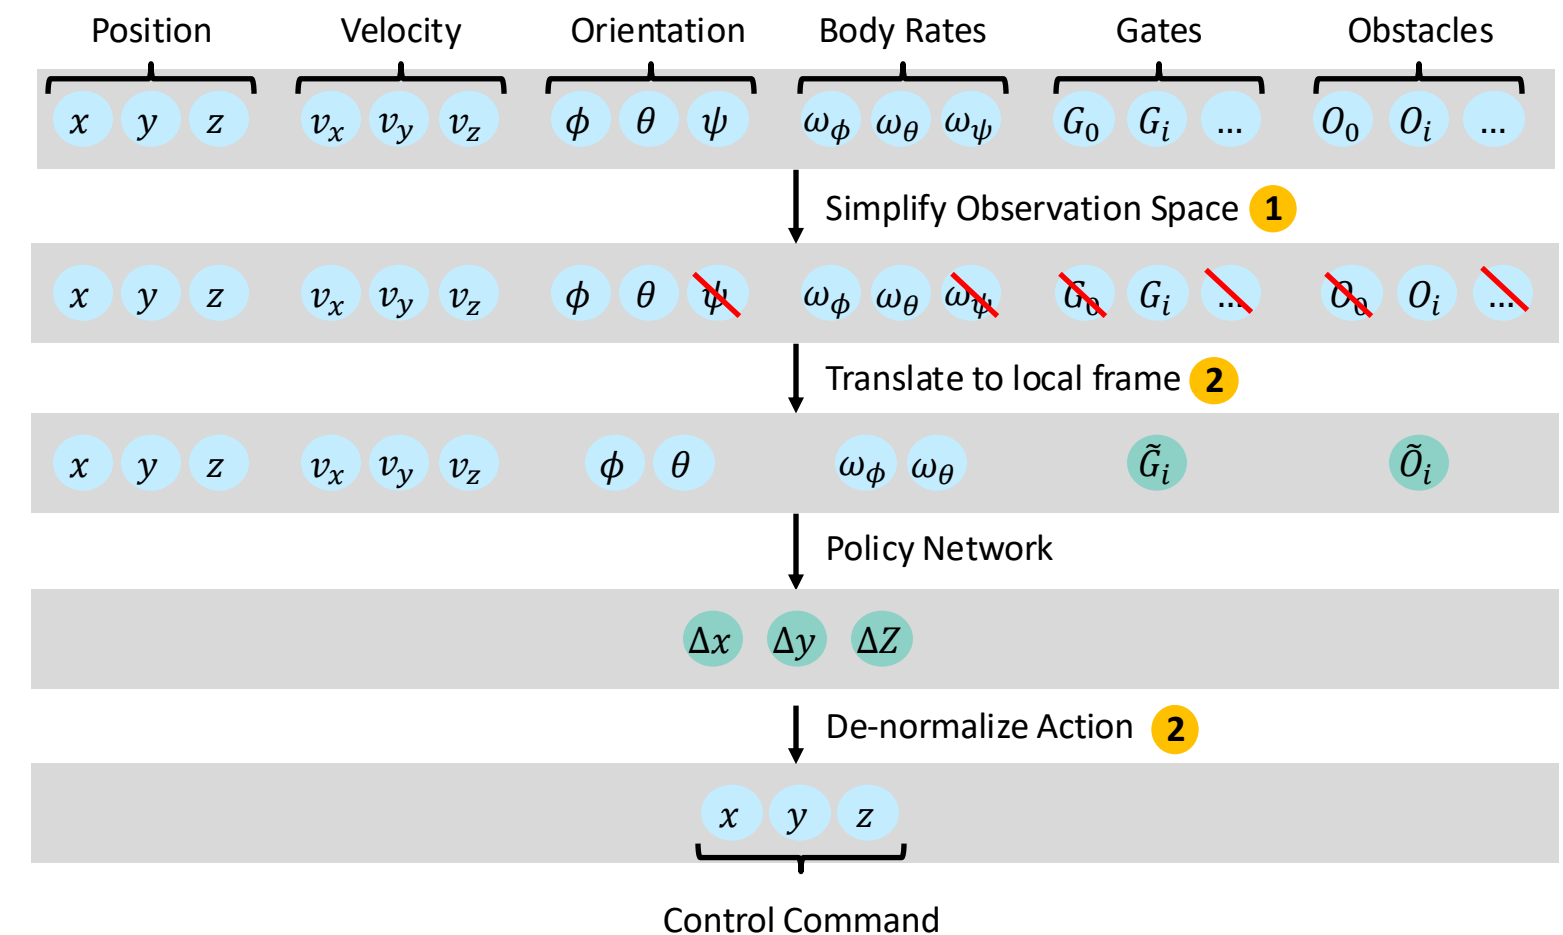 Position Velocity Orientation Body Rates Gates Obstacles
x y z v_x v_y v_z ϕ θ ψ ω_ϕ ω_θ ω_ψ G_0 G_i ... O_0 O_i ...
Simplify Observation Space 1
x y z v_x v_y v_z ϕ θ ψ ω_ϕ ω_θ ω_ψ G_0 G_i ... O_0 O_i ...
Translate to local frame 2
x y z v_x v_y v_z ϕ θ ω_ϕ ω_θ G̃_i Õ_i
Policy Network
Δx Δy ΔZ
De-normalize Action 2
x y z
Control Command